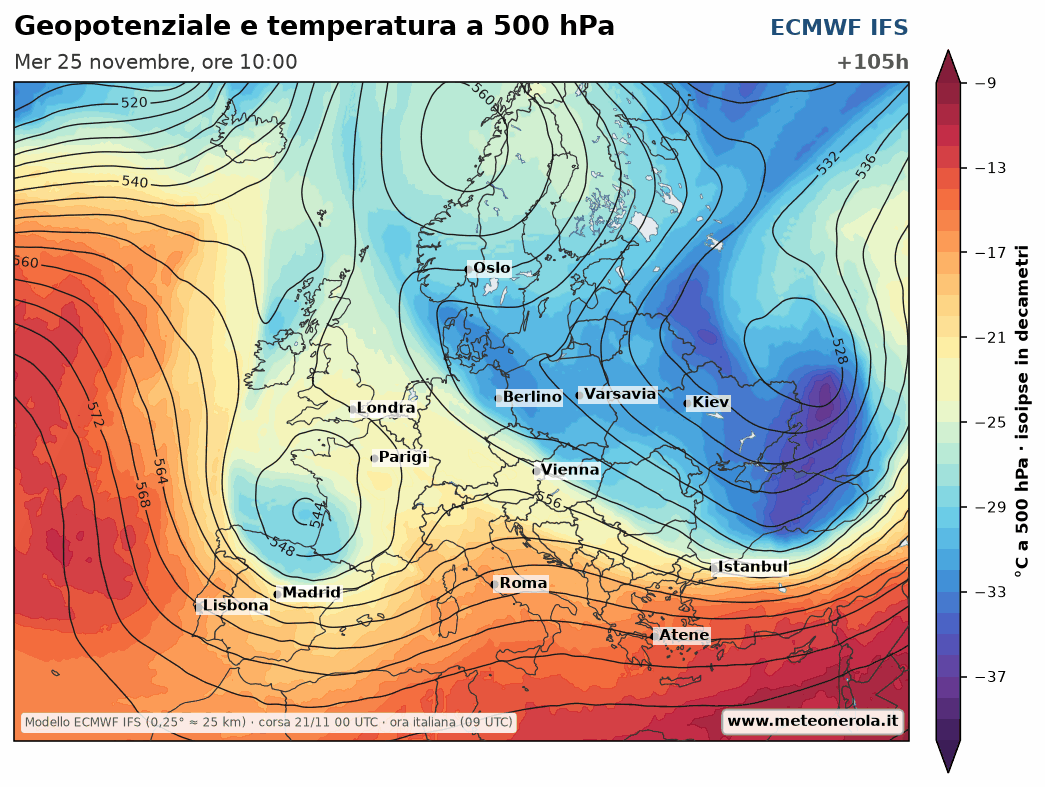 Geopotenziale e temperatura a 500 hPa
ECMWF IFS
Mer 25 novembre, ore 10:00
+105h
520
560
540
532
536
560
Oslo
528
572
564
568
Londra
Berlino
Varsavia
Kiev
Parigi
Vienna
556
544
548
Istanbul
Madrid
Roma
Lisbona
Atene
Modello ECMWF IFS (0,25° ≈ 25 km) · corsa 21/11 00 UTC · ora italiana (09 UTC)
www.meteonerola.it
−9
−13
−17
−21
−25
−29
−33
−37
°C a 500 hPa · isoipse in decametri